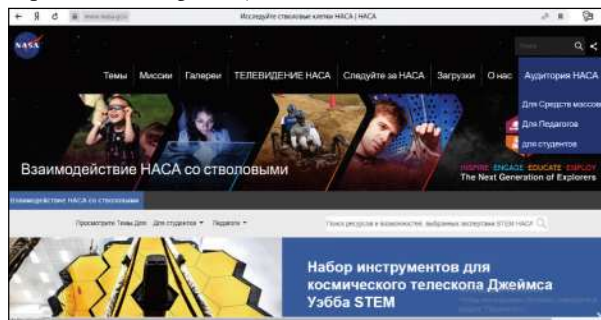 Исследуйте стволовые клетки НАСА | НАСА
NASA
Поиск
Темы Миссии Галереи ТЕЛЕВИДЕНИЕ НАСА Следуйте за НАСА Загрузки О нас Аудитория НАСА
Для Средств массов
Для Педагогов
для студентов
Взаимодействие НАСА со стволовыми
INSPIRE ENGAGE EDUCATE EMPLOY
The Next Generation of Explorers
Взаимодействие НАСА со стволовыми
Просмотрите Темы Для Для студентов Педагоги
Поиск ресурсов и возможностей, выбранных экспертами STEM НАСА
Набор инструментов для
космического телескопа Джеймса
Уэбба STEM